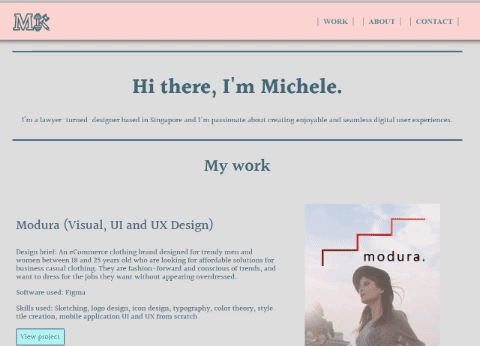 MK
| WORK | | ABOUT | | CONTACT |
Hi there, I'm Michele.
I'm a lawyer-turned-designer based in Singapore and I'm passionate about creating enjoyable and seamless digital user experiences.
My work
Modura (Visual, UI and UX Design)
Design brief: An eCommerce clothing brand designed for trendy men and
women between 18 and 25 years old who are looking for affordable solutions for
business casual clothing. They are fashion-forward and conscious of trends, and
want to dress for the jobs they want without appearing overdressed.
Software used: Figma
Skills used: Sketching, logo design, icon design, typography, color theory, style
tile creation, mobile application UI and UX from scratch
View project
modura.